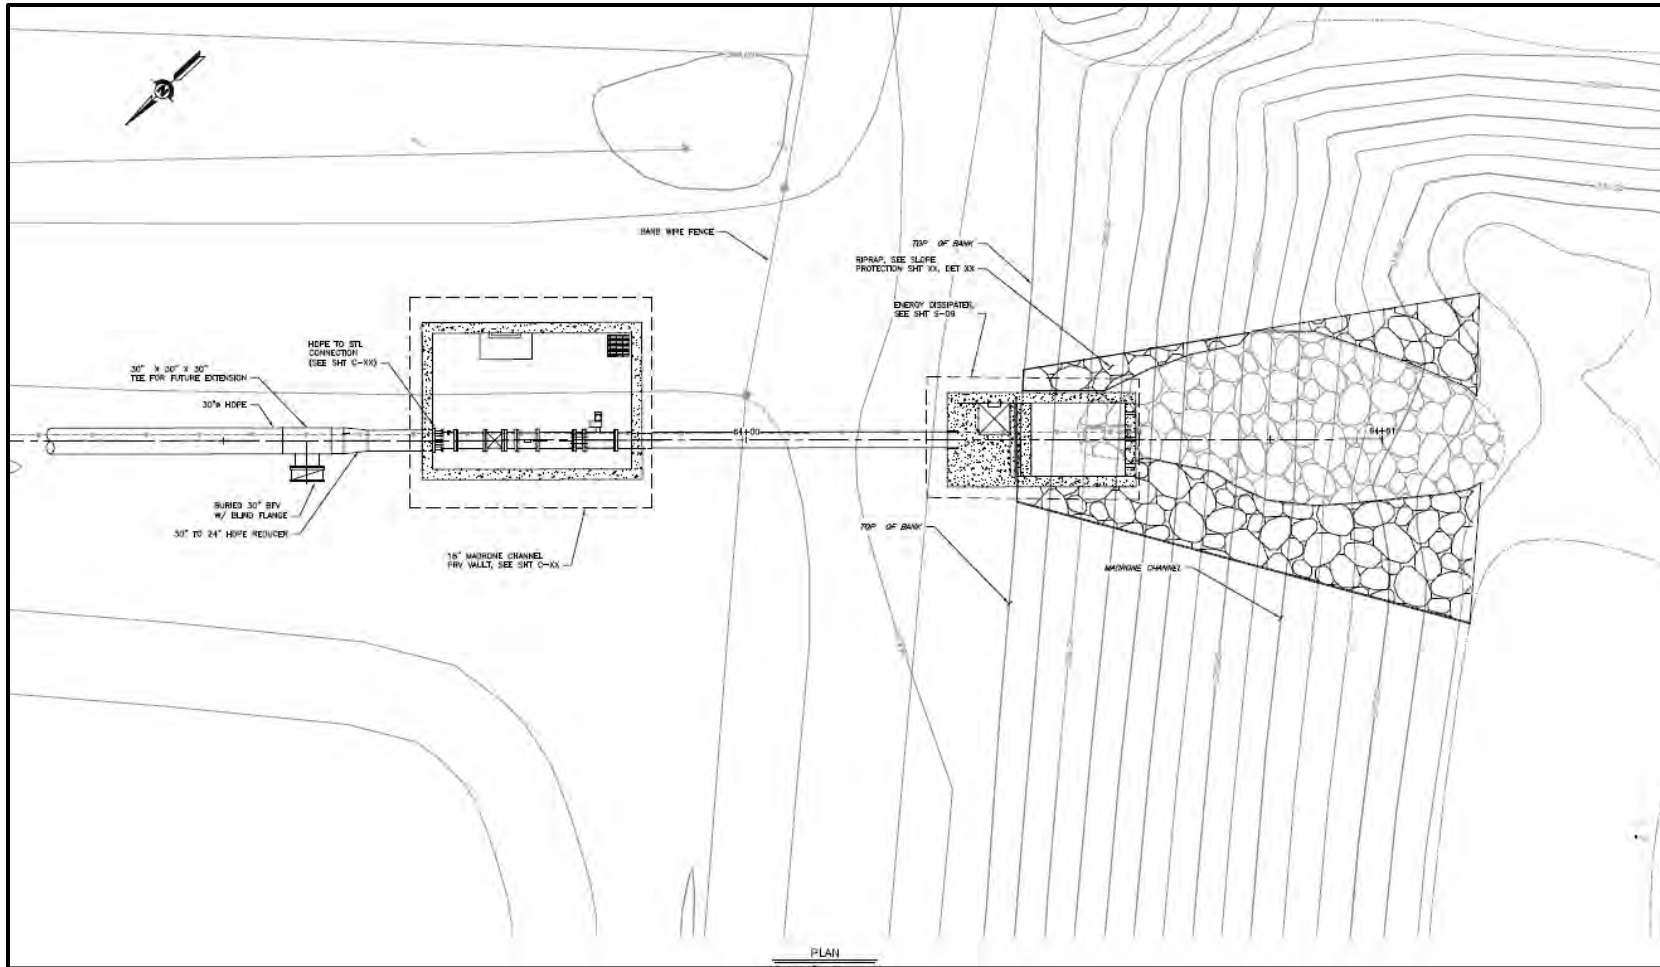 BARB WIRE FENCE
TOP OF BANK
RIPRAP, SEE SLOPE
PROTECTION SHT XX, DET XX
ENERGY DISSIPATER,
SEE SHT S-09
HDPE TO STL
CONNECTION
(SEE SHT C-XX)
30" X 30" X 30"
TEE FOR FUTURE EXTENSION
30"Ø HDPE
64+00
64+61
BURIED 30" BFV
W/ BLIND FLANGE
30" TO 24" HDPE REDUCER
TOP OF BANK
MADRONE CHANNEL
16" MADRONE CHANNEL
PRV VAULT, SEE SHT C-XX
PLAN